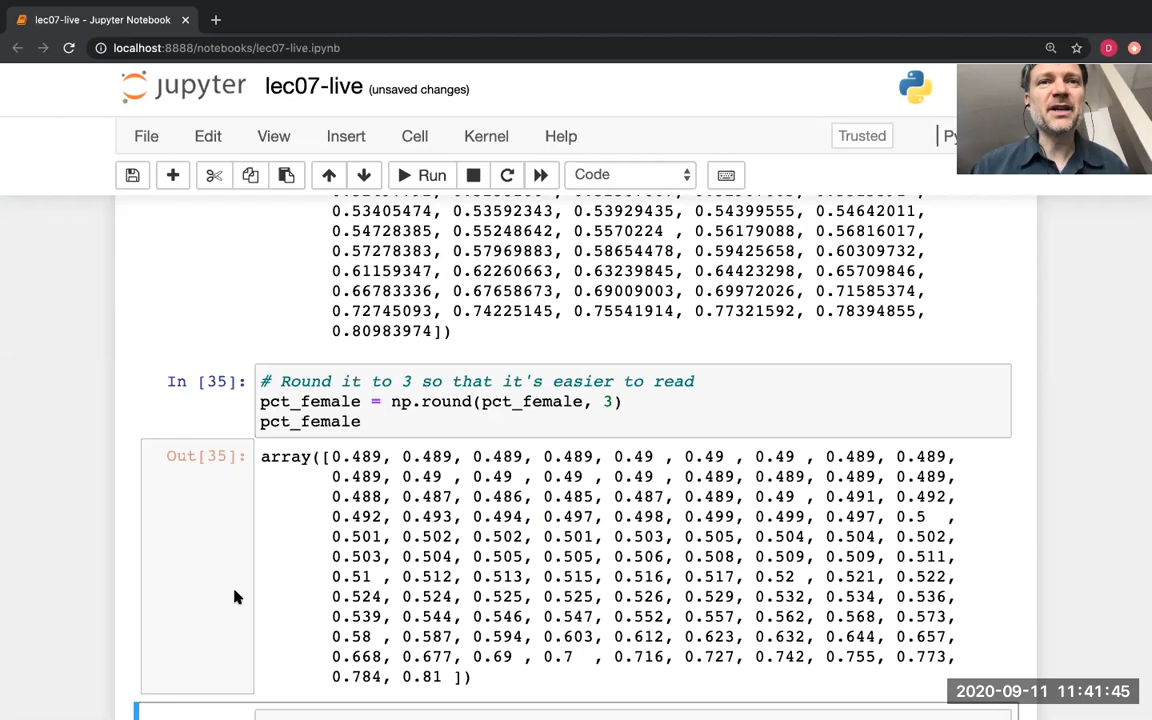 lec07-live - Jupyter Notebook
localhost:8888/notebooks/lec07-live.ipynb
D
jupyter lec07-live (unsaved changes)
File Edit View Insert Cell Kernel Help Trusted
Run Code
0.53405474, 0.53592343, 0.53929435, 0.54399555, 0.54642011,
0.54728385, 0.55248642, 0.5570224 , 0.56179088, 0.56816017,
0.57278383, 0.57969883, 0.58654478, 0.59425658, 0.60309732,
0.61159347, 0.62260663, 0.63239845, 0.64423298, 0.65709846,
0.66783336, 0.67658673, 0.69009003, 0.69972026, 0.71585374,
0.72745093, 0.74225145, 0.75541914, 0.77321592, 0.78394855,
0.80983974])
In [35]: # Round it to 3 so that it's easier to read
pct_female = np.round(pct_female, 3)
pct_female
Out[35]: array([0.489, 0.489, 0.489, 0.489, 0.49 , 0.49 , 0.49 , 0.489, 0.489,
0.489, 0.49 , 0.49 , 0.49 , 0.49 , 0.489, 0.489, 0.489, 0.489,
0.488, 0.487, 0.486, 0.485, 0.487, 0.489, 0.49 , 0.491, 0.492,
0.492, 0.493, 0.494, 0.497, 0.498, 0.499, 0.499, 0.497, 0.5  ,
0.501, 0.502, 0.502, 0.501, 0.503, 0.505, 0.504, 0.504, 0.502,
0.503, 0.504, 0.505, 0.505, 0.506, 0.508, 0.509, 0.509, 0.511,
0.51 , 0.512, 0.513, 0.515, 0.516, 0.517, 0.52 , 0.521, 0.522,
0.524, 0.524, 0.525, 0.525, 0.526, 0.529, 0.532, 0.534, 0.536,
0.539, 0.544, 0.546, 0.547, 0.552, 0.557, 0.562, 0.568, 0.573,
0.58 , 0.587, 0.594, 0.603, 0.612, 0.623, 0.632, 0.644, 0.657,
0.668, 0.677, 0.69 , 0.7  , 0.716, 0.727, 0.742, 0.755, 0.773,
0.784, 0.81 ])
2020-09-11 11:41:45